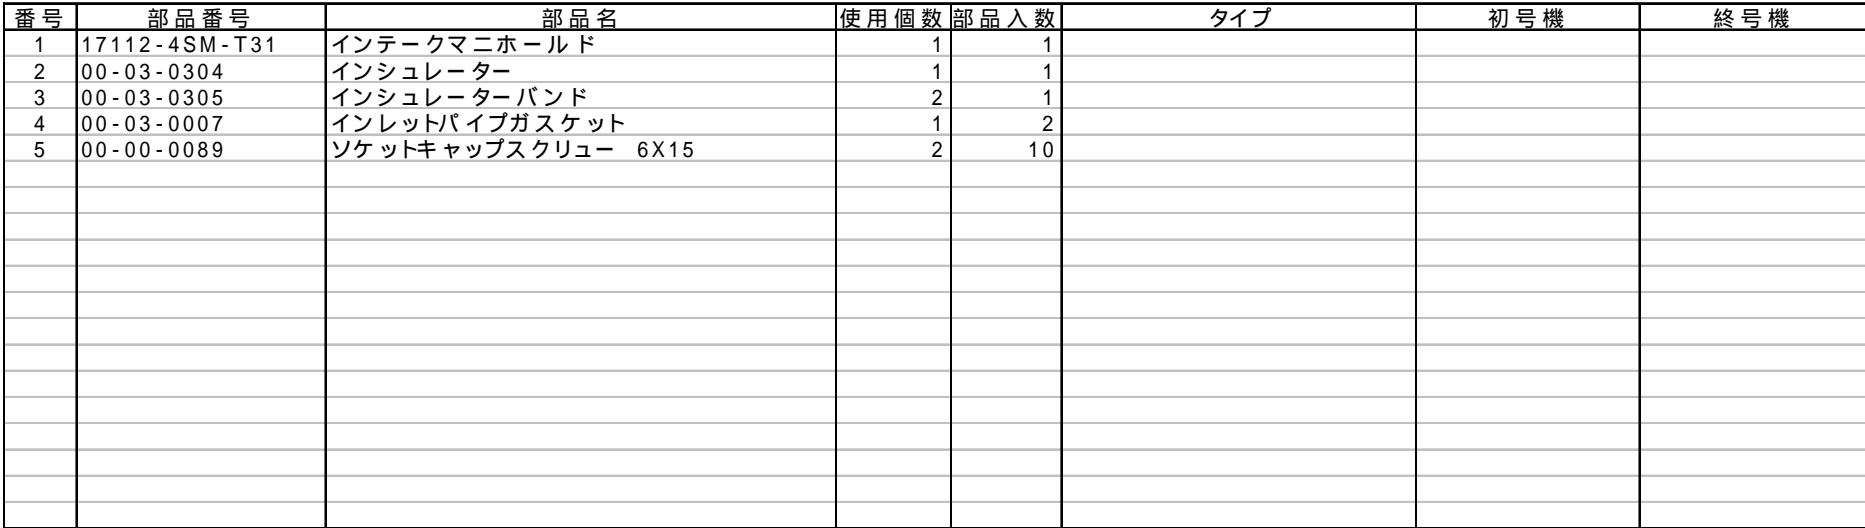 番号 部品番号 部品名 使用個数 部品入数 タイプ 初号機 終号機
1 17112-4SM-T31 インテークマニホールド 1 1
2 00-03-0304 インシュレーター 1 1
3 00-03-0305 インシュレーターバンド 2 1
4 00-03-0007 インレットパイプガスケット 1 2
5 00-00-0089 ソケットキャップスクリュー 6X15 2 10